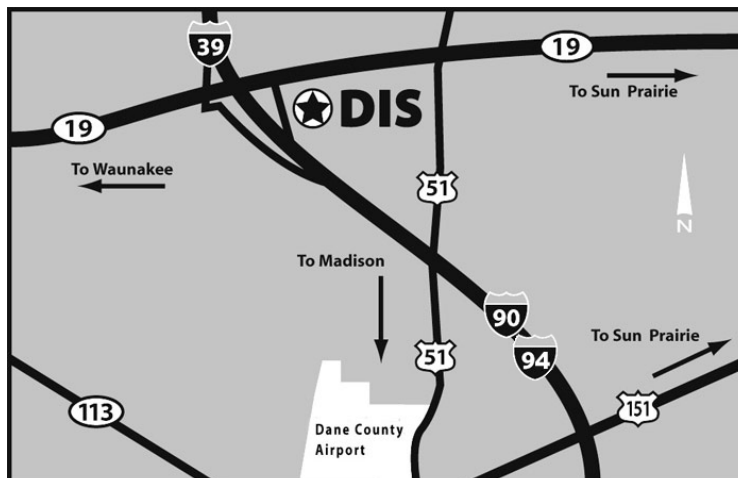 39
19
To Sun Prairie
DIS
19
To Waunakee
51
N
To Madison
90
To Sun Prairie
51
94
113
151
Dane County
Airport